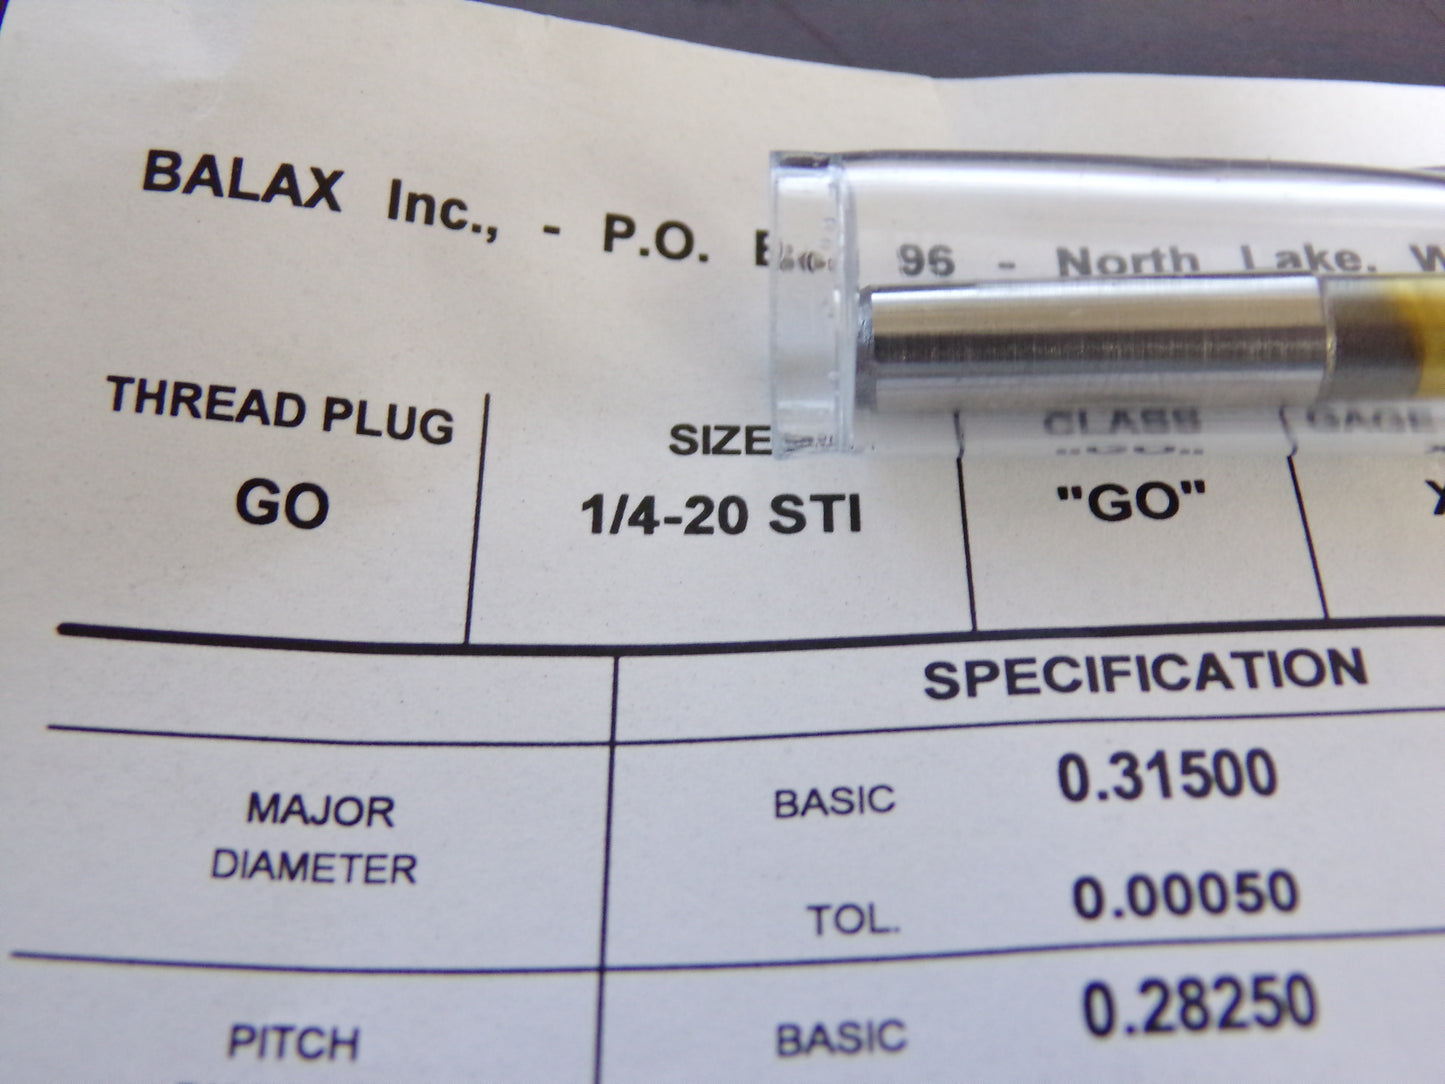 BALAX Inc., - P.O. 96 - North Lake, W
THREAD PLUG SIZE CLASS GAGE
GO 1/4-20 STI "GO"
SPECIFICATION
MAJOR DIAMETER
BASIC 0.31500
TOL. 0.00050
PITCH BASIC 0.28250